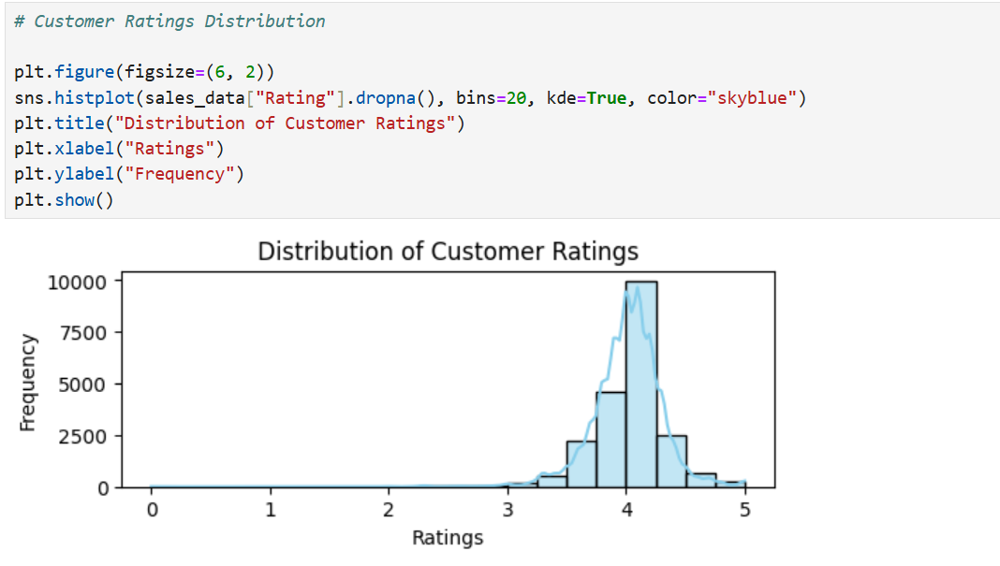 # Customer Ratings Distribution
plt.figure(figsize=(6, 2))
sns.histplot(sales_data["Rating"].dropna(), bins=20, kde=True, color="skyblue")
plt.title("Distribution of Customer Ratings")
plt.xlabel("Ratings")
plt.ylabel("Frequency")
plt.show()
Distribution of Customer Ratings
Frequency
10000
7500
5000
2500
0
0 1 2 3 4 5
Ratings